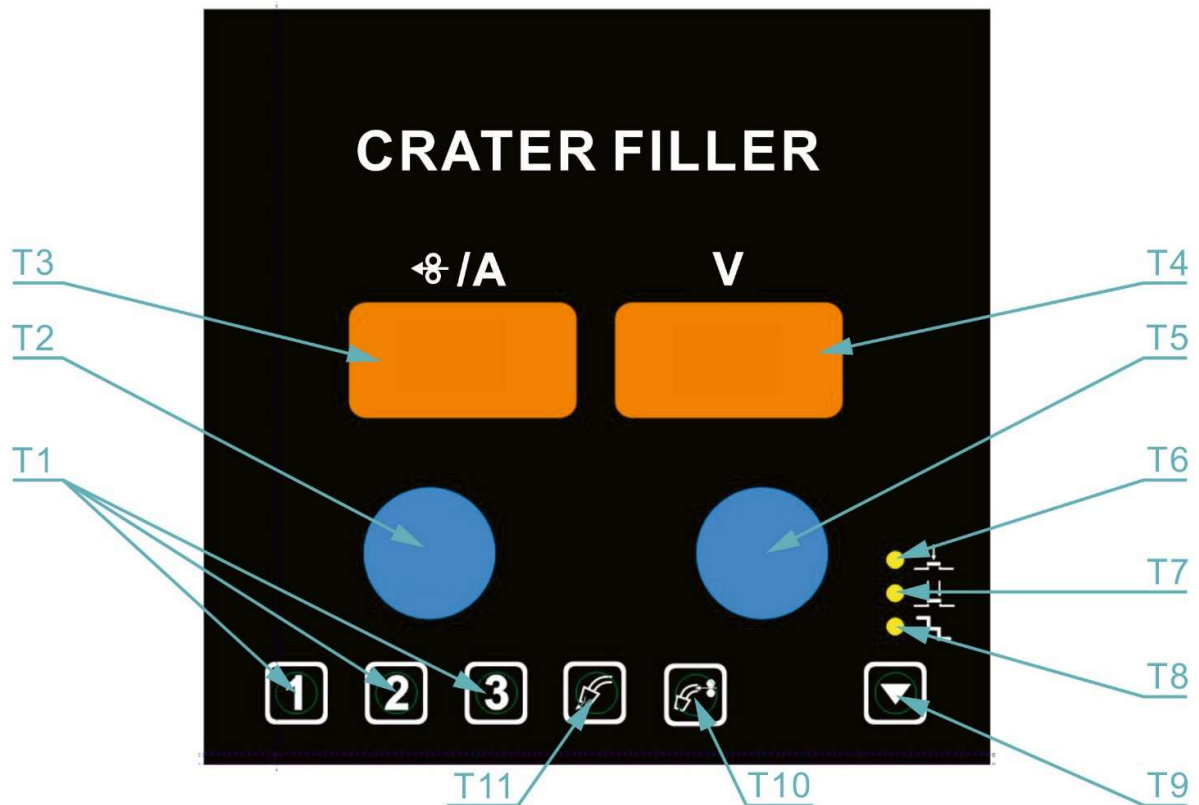 CRATER FILLER
/A V
T3 T4
T2 T5
T1 T6
T7
1 2 3 T8
T11 T10 T9